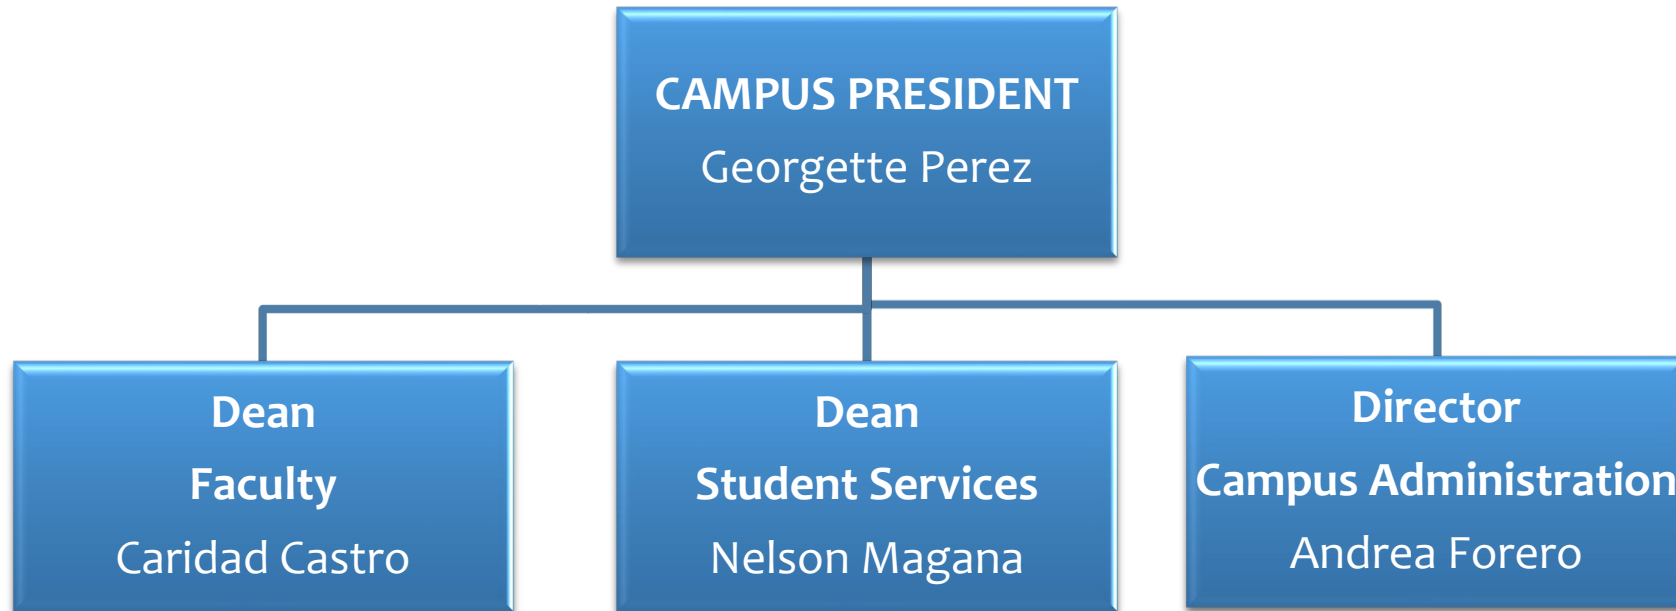 CAMPUS PRESIDENT
Georgette Perez
Dean
Faculty
Caridad Castro
Dean
Student Services
Nelson Magana
Director
Campus Administration
Andrea Forero